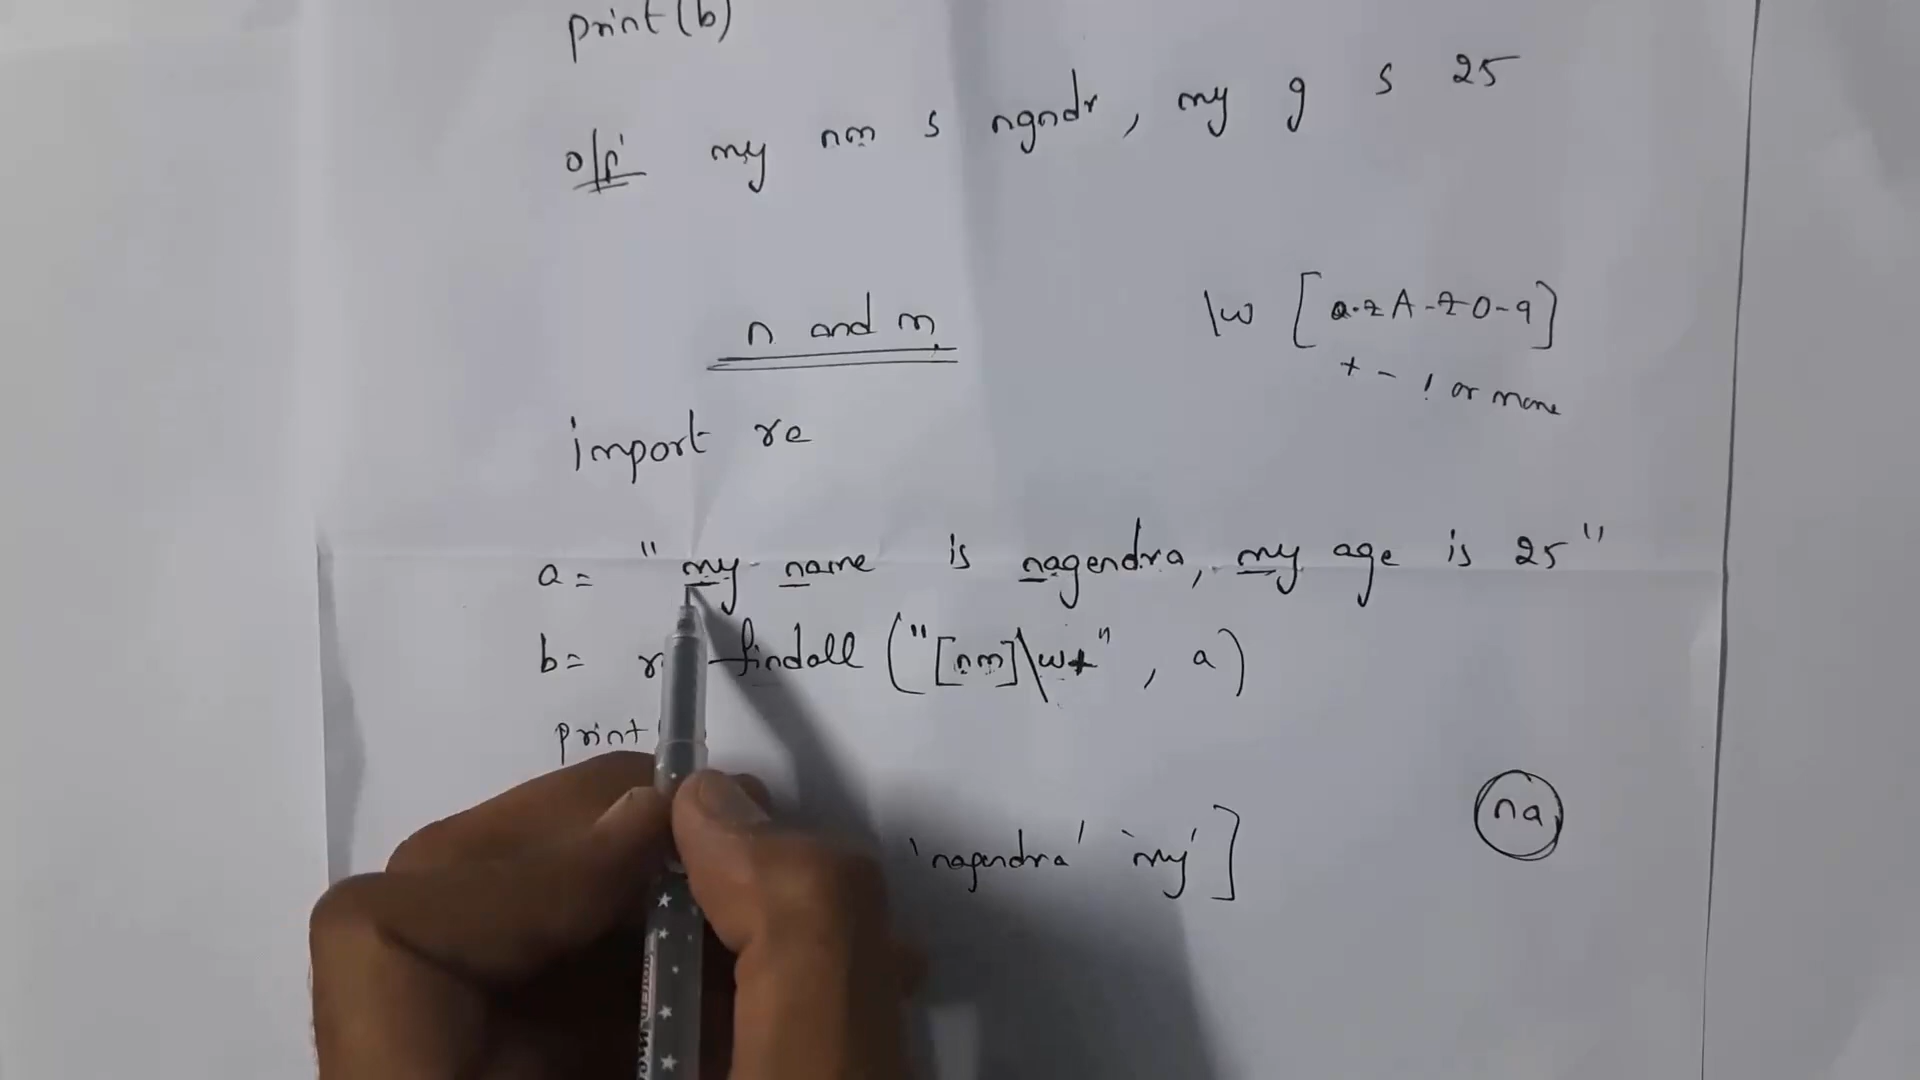 print(b)
o/p my nm s ngndr, my g s 25
n and m
\w [a-zA-Z0-9]
+ - 1 or more
import re
a= "my name is nagendra, my age is 25"
b= findall ("[nm]\w+", a)
print
'nagendra' 'my']
na